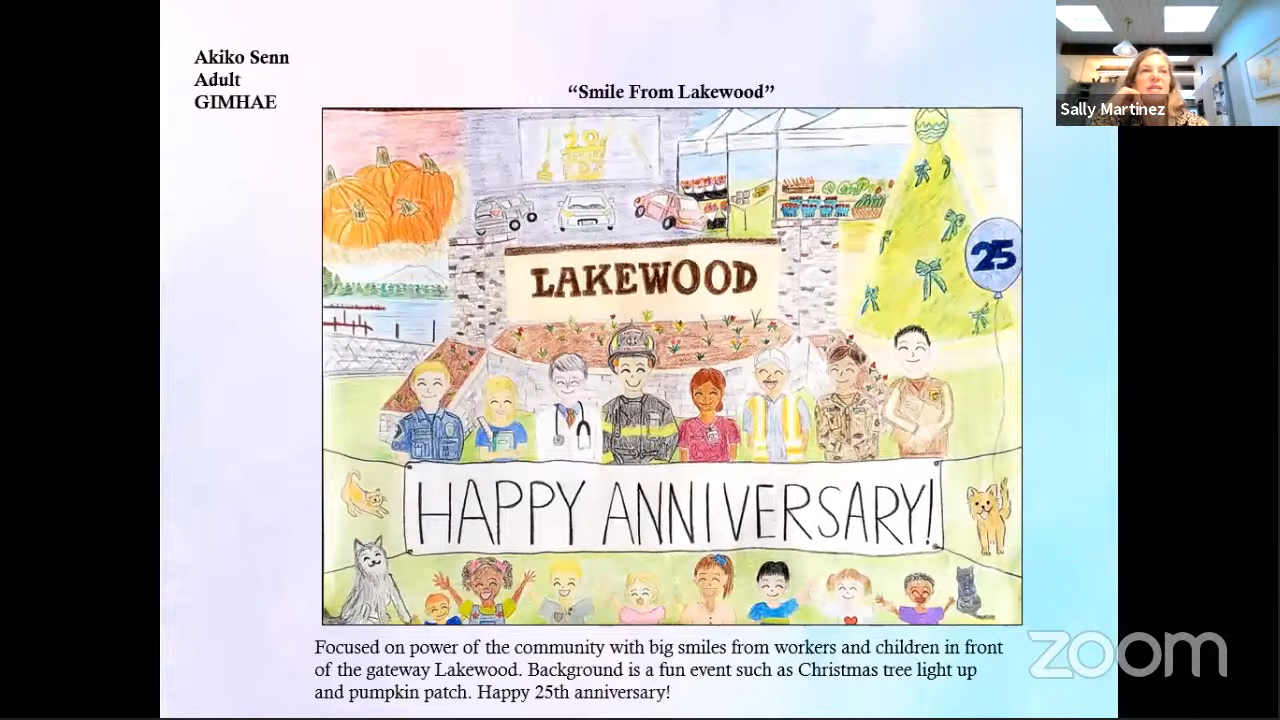 Akiko Senn
Adult
GIMHAE
“Smile From Lakewood”
Sally Martinez
LAKEWOOD
25
HAPPY ANNIVERSARY!
Focused on power of the community with big smiles from workers and children in front
of the gateway Lakewood. Background is a fun event such as Christmas tree light up
and pumpkin patch. Happy 25th anniversary!
zoom